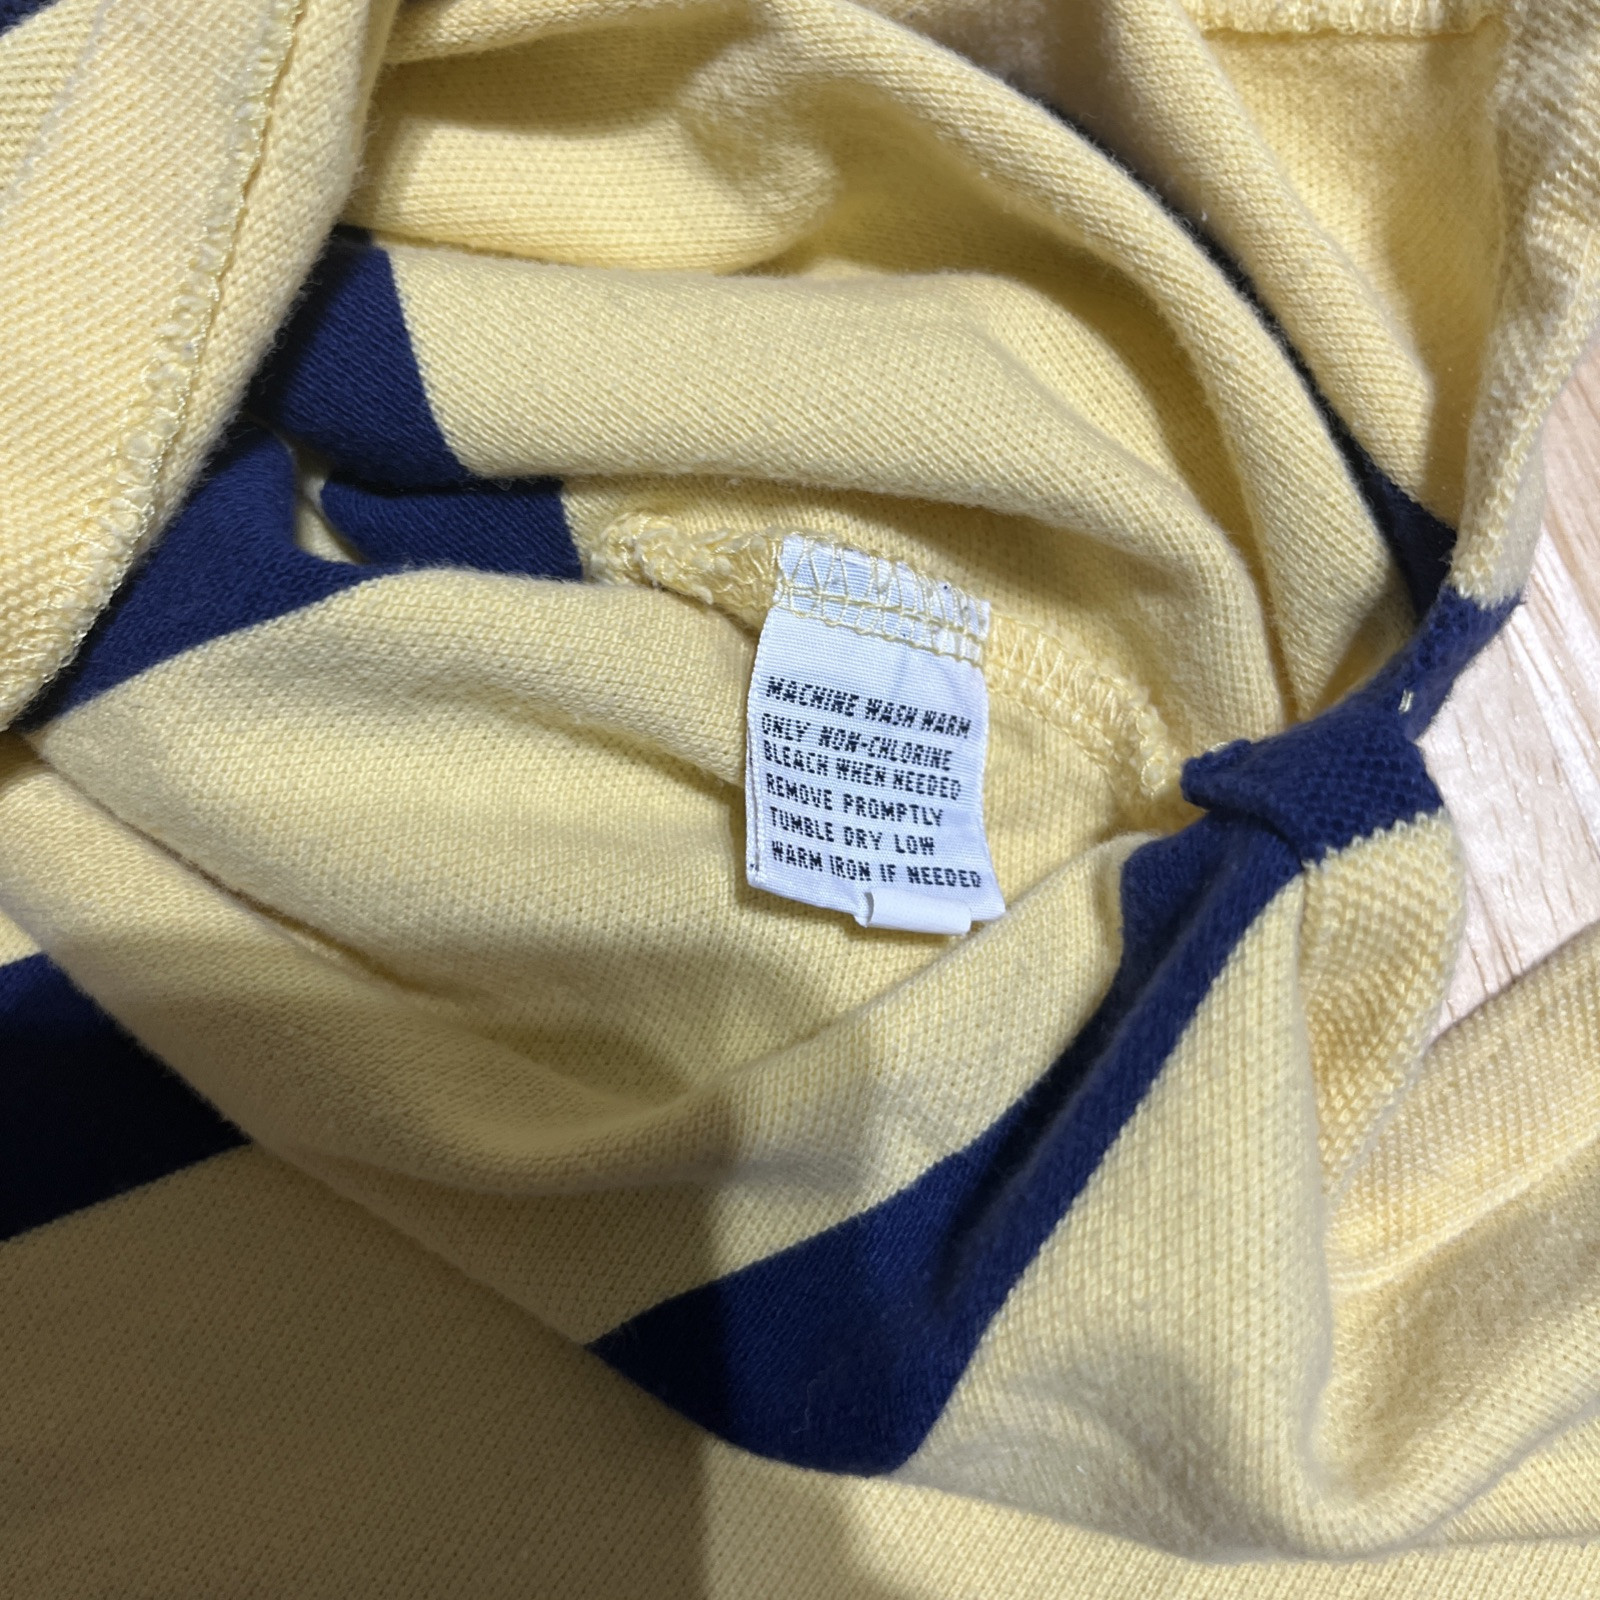 MACHINE WASH WARM
ONLY NON-CHLORINE
BLEACH WHEN NEEDED
REMOVE PROMPTLY
TUMBLE DRY LOW
WARM IRON IF NEEDED